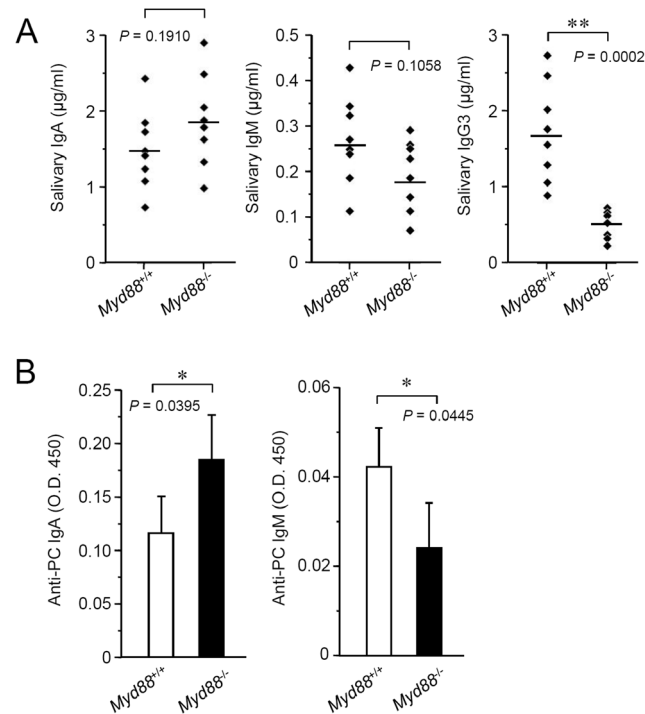 A
Salivary IgA (μg/ml)
3
2
1
0
P = 0.1910
Myd88+/+
Myd88-/-
Salivary IgM (μg/ml)
0.5
0.4
0.3
0.2
0.1
0
P = 0.1058
Myd88+/+
Myd88-/-
Salivary IgG3 (μg/ml)
3
2
1
0
**
P = 0.0002
Myd88+/+
Myd88-/-
B
Anti-PC IgA (O.D. 450)
0.25
0.20
0.15
0.10
0.05
0.00
*
P = 0.0395
Myd88+/+
Myd88-/-
Anti-PC IgM (O.D. 450)
0.06
0.04
0.02
0
*
P = 0.0445
Myd88+/+
Myd88-/-